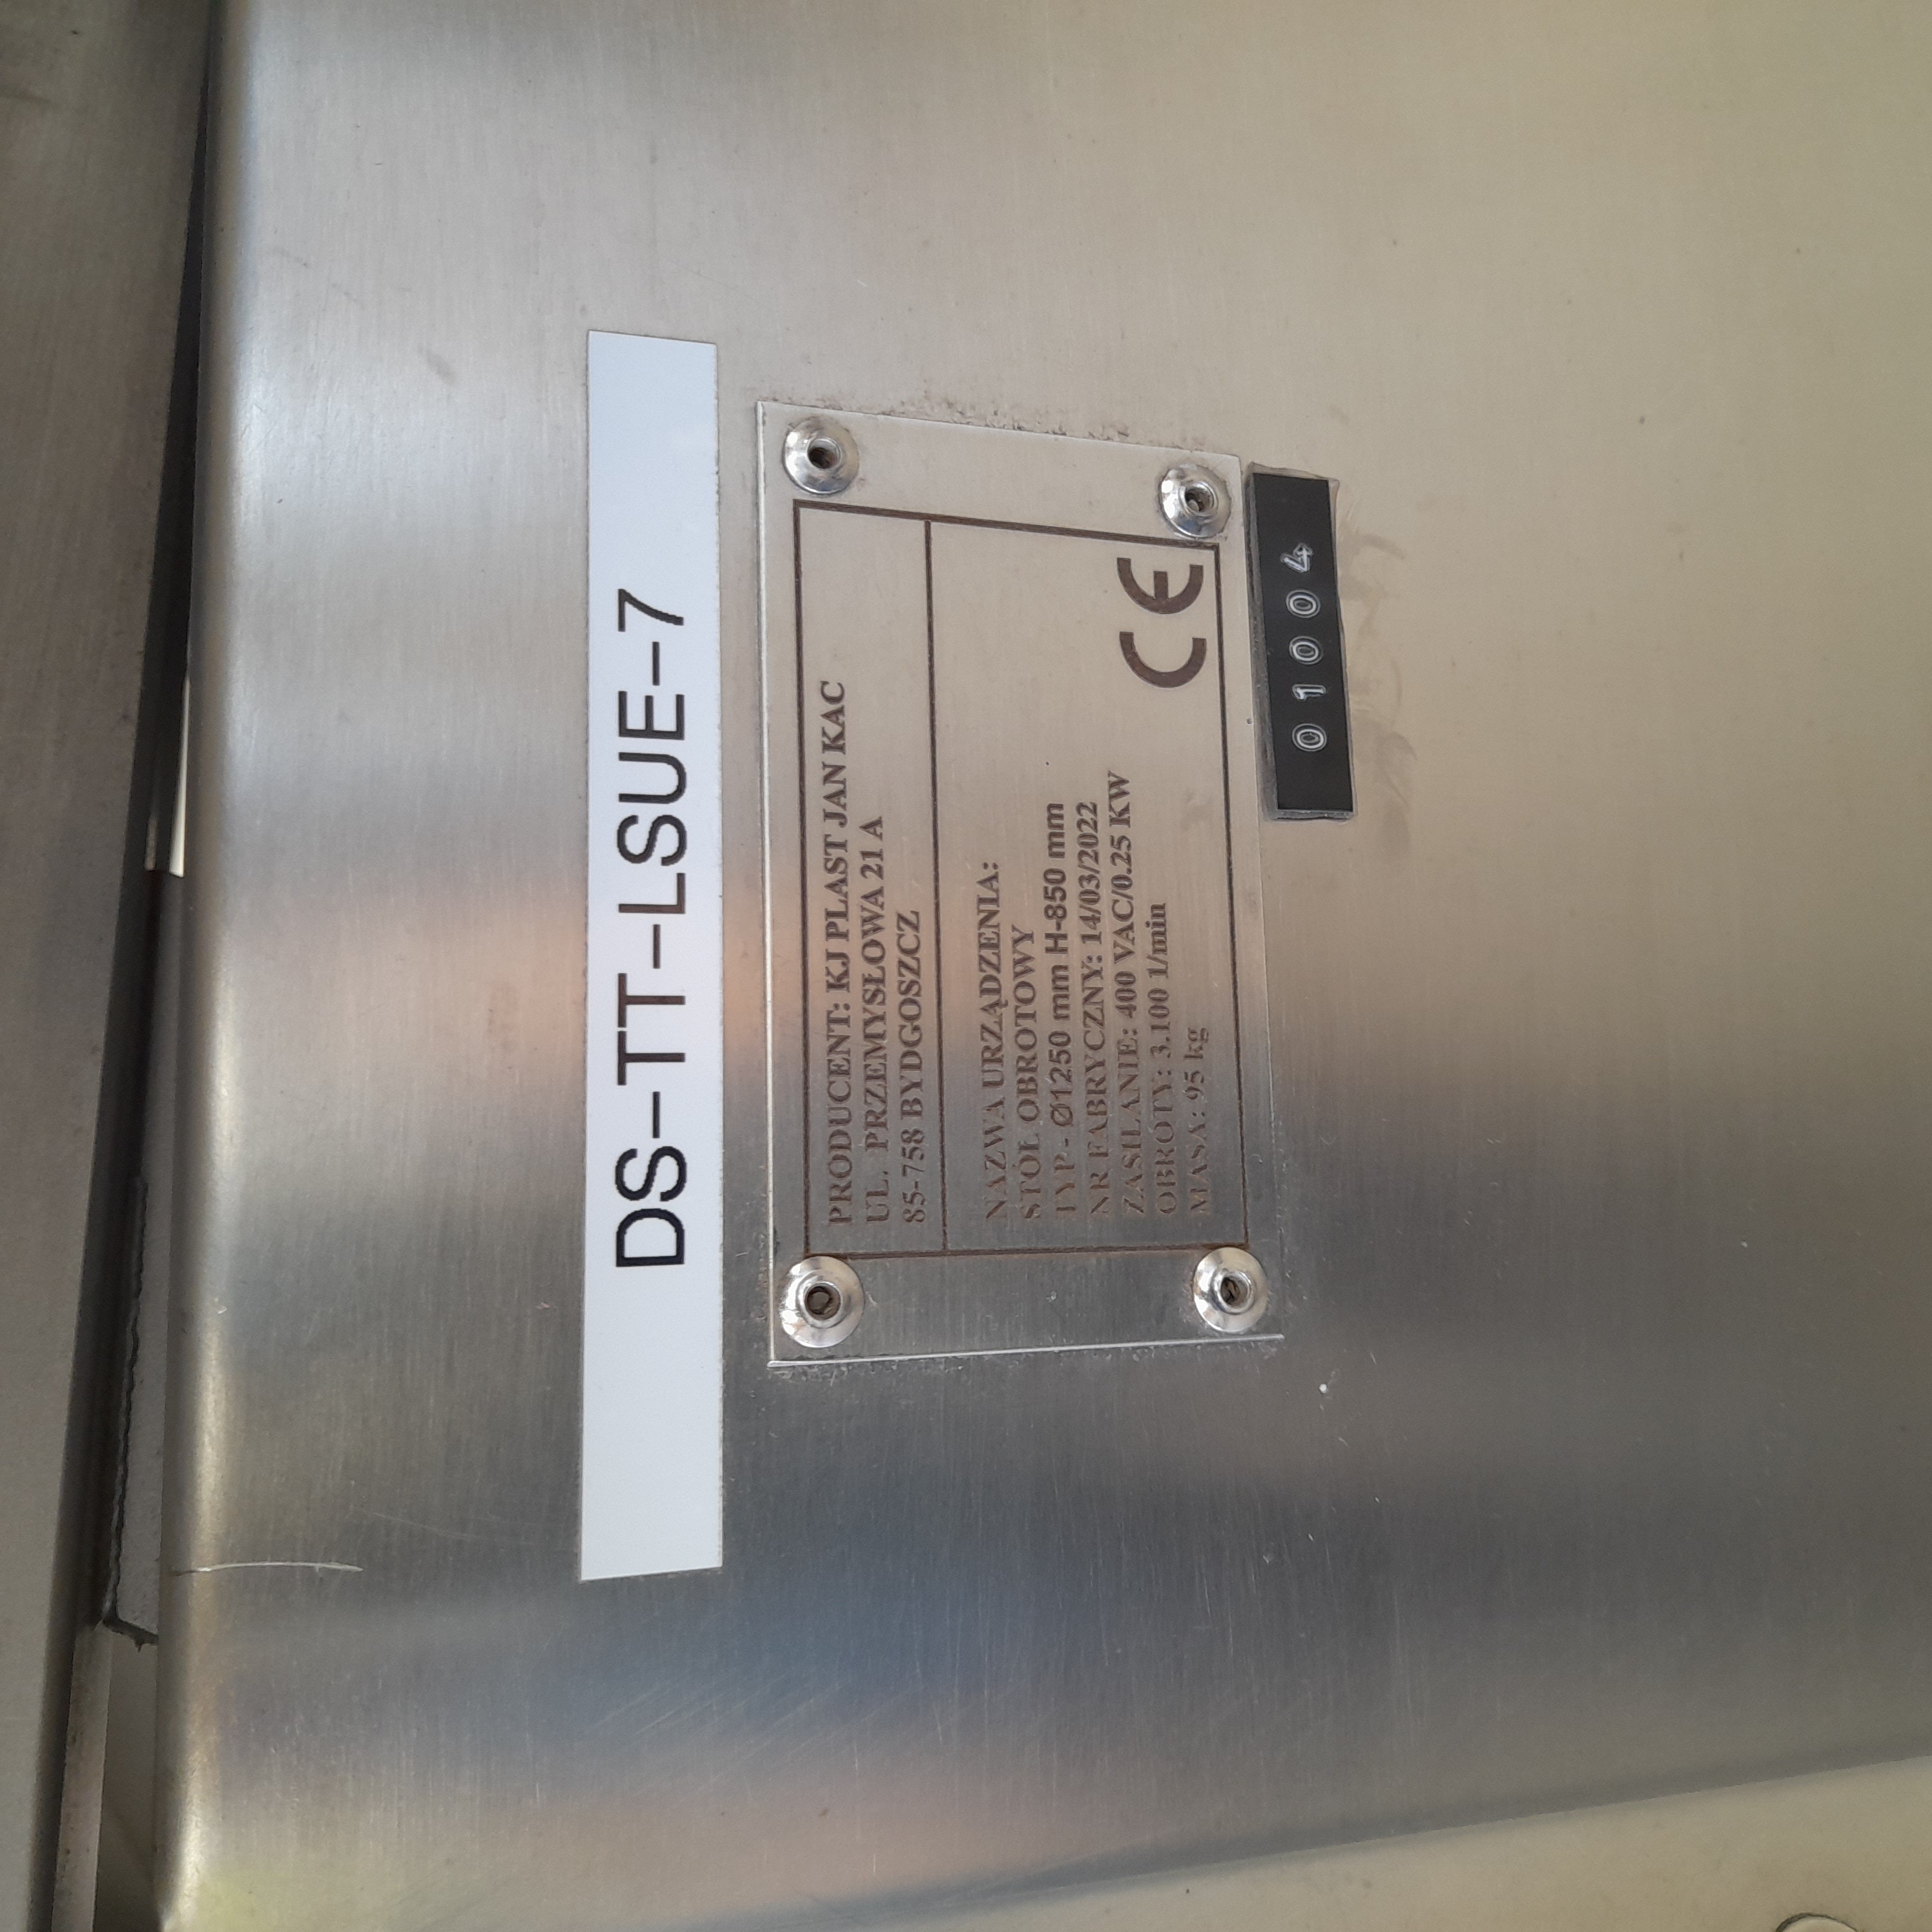 DS-TT-LSUE-7
PRODUCENT: KJ PLAST JAN KAC
UL. PRZEMYSŁOWA 21 A
85-758 BYDGOSZCZ
NAZWA URZĄDZENIA:
STÓŁ OBROTOWY
TYP - Ø1250 mm H-850 mm
NR FABRYCZNY: 14/03/2022
ZASILANIE: 400 VAC/0.25 KW
OBROTY: 3.100 1/min
MASA: 95 kg
CE
01004